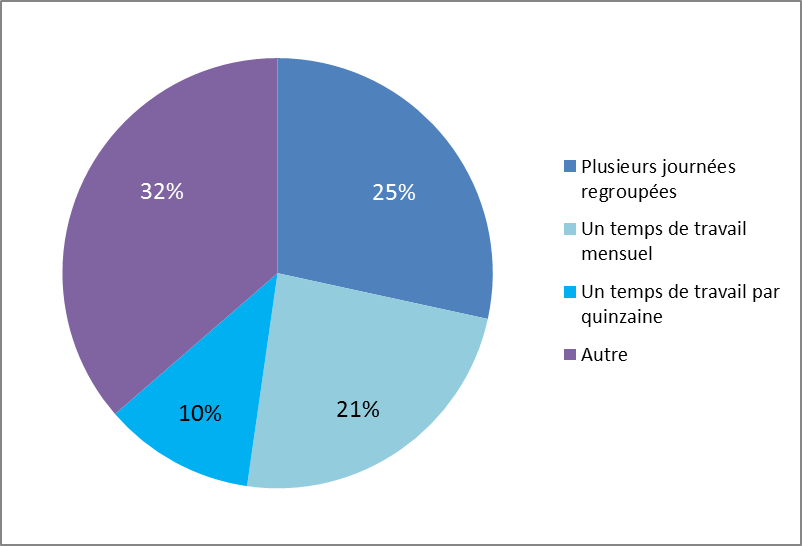 32%
25%
10%
21%
Plusieurs journées
regroupées
Un temps de travail
mensuel
Un temps de travail par
quinzaine
Autre